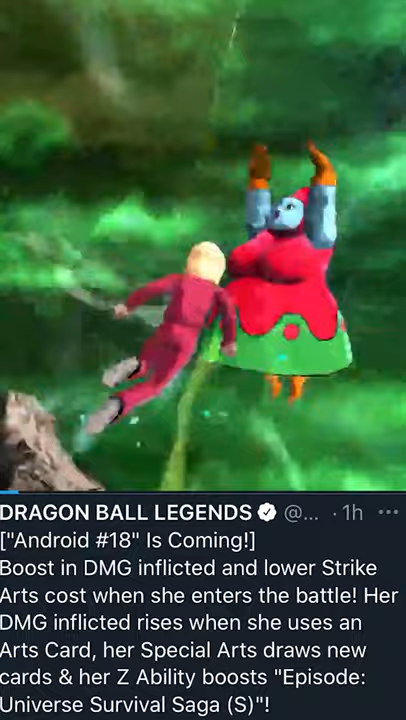 DRAGON BALL LEGENDS @... · 1h ...
["Android #18" Is Coming!]
Boost in DMG inflicted and lower Strike
Arts cost when she enters the battle! Her
DMG inflicted rises when she uses an
Arts Card, her Special Arts draws new
cards & her Z Ability boosts "Episode:
Universe Survival Saga (S)"!